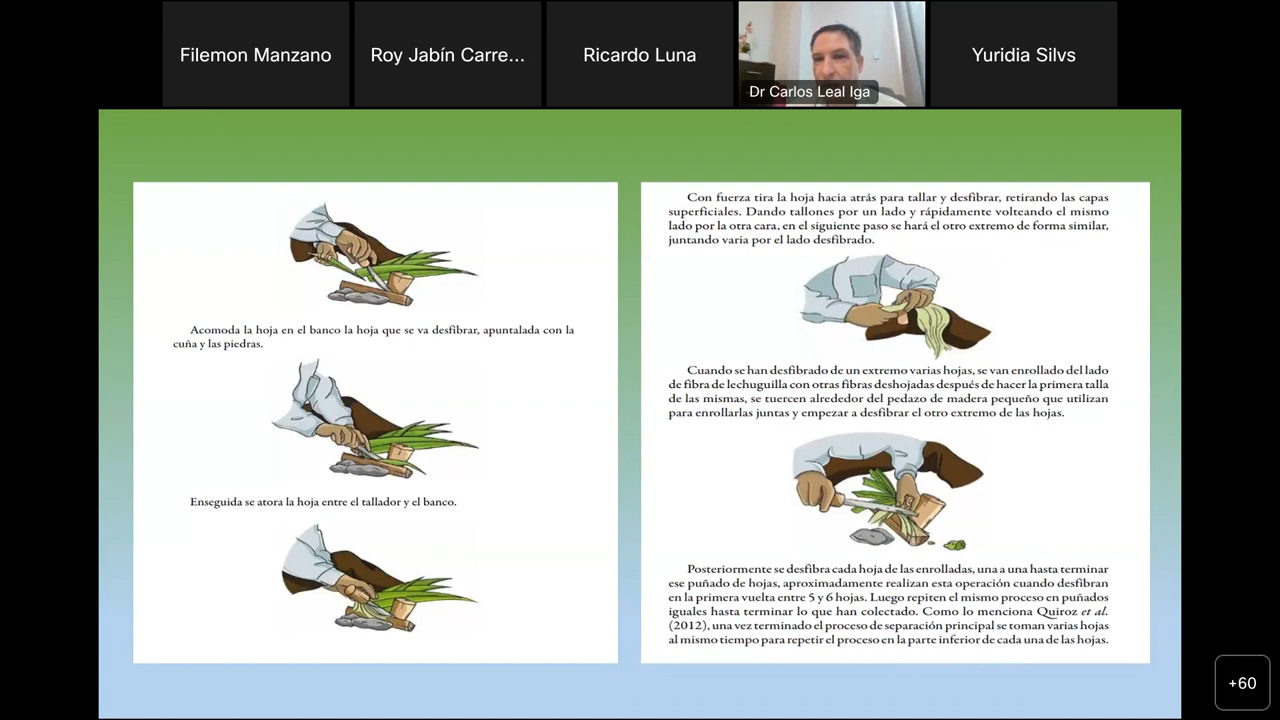 Filemon Manzano
Roy Jabín Carre...
Ricardo Luna
Dr Carlos Leal Iga
Yuridia Silvs
Acomoda la hoja en el banco la hoja que se va desfibrar, apuntalada con la
cuña y las piedras.
Enseguida se atora la hoja entre el tallador y el banco.
Con fuerza tira la hoja hacia atrás para tallar y desfibrar, retirando las capas
superficiales. Dando tallones por un lado y rápidamente volteando el mismo
lado por la otra cara, en el siguiente paso se hará el otro extremo de forma similar,
juntando varia por el lado desfibrado.
Cuando se han desfibrado de un extremo varias hojas, se van enrollado del lado
de fibra de lechuguilla con otras fibras deshojadas después de hacer la primera talla
de las mismas, se tuercen alrededor del pedazo de madera pequeño que utilizan
para enrollarlas juntas y empezar a desfibrar el otro extremo de las hojas.
Posteriormente se desfibra cada hoja de las enrolladas, una a una hasta terminar
ese puñado de hojas, aproximadamente realizan esta operación cuando desfibran
en la primera vuelta entre 5 y 6 hojas. Luego repiten el mismo proceso en puñados
iguales hasta terminar lo que han colectado. Como lo menciona Quiroz et al.
(2012), una vez terminado el proceso de separación principal se toman varias hojas
al mismo tiempo para repetir el proceso en la parte inferior de cada una de las hojas.
+60